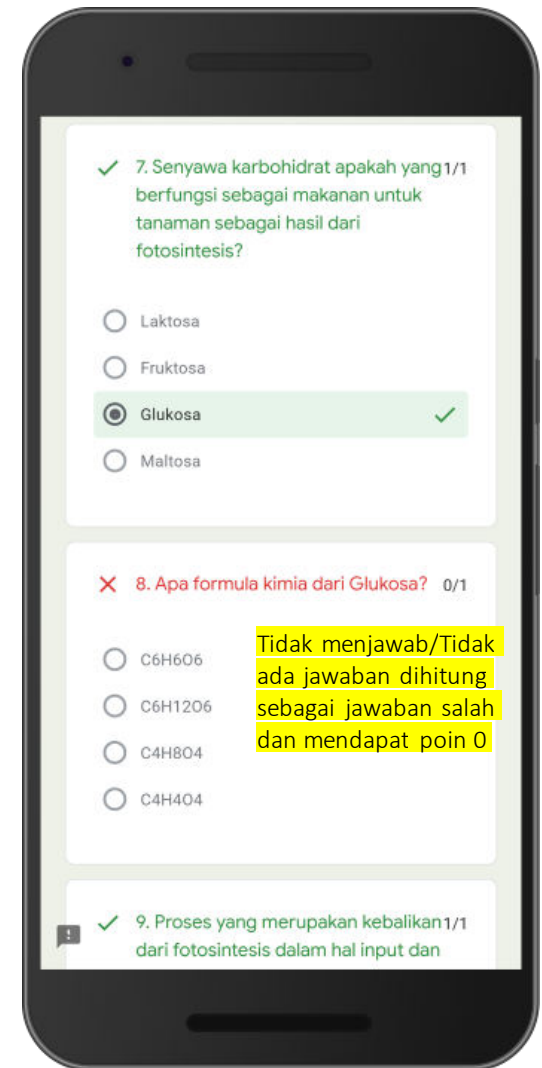 7. Senyawa karbohidrat apakah yang 1/1
berfungsi sebagai makanan untuk
tanaman sebagai hasil dari
fotosintesis?
Laktosa
Fruktosa
Glukosa
Maltosa
8. Apa formula kimia dari Glukosa? 0/1
C6H6O6
C6H12O6
C4H8O4
C4H4O4
Tidak menjawab/Tidak
ada jawaban dihitung
sebagai jawaban salah
dan mendapat poin 0
9. Proses yang merupakan kebalikan 1/1
dari fotosintesis dalam hal input dan